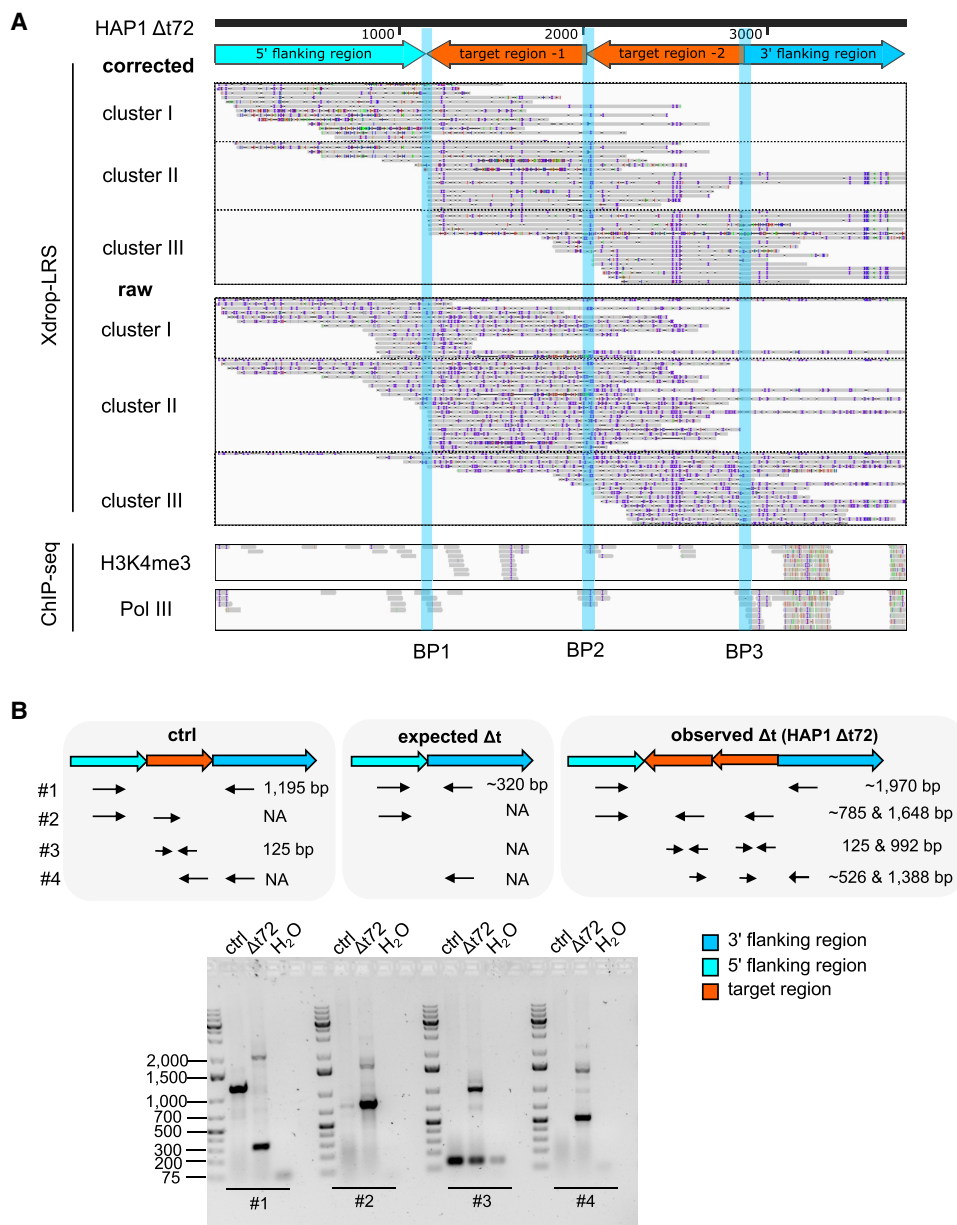 A
HAP1 Δt72
1000
2000
3000
5' flanking region
target region -1
target region -2
3' flanking region
corrected
cluster I
cluster II
cluster III
raw
cluster I
cluster II
cluster III
Xdrop-LRS
ChIP-seq
H3K4me3
Pol III
BP1
BP2
BP3
B
ctrl
expected Δt
observed Δt (HAP1 Δt72)
#1 1,195 bp ~320 bp ~1,970 bp
#2 NA NA ~785 & 1,648 bp
#3 125 bp NA 125 & 992 bp
#4 NA NA ~526 & 1,388 bp
ctrl Δt72 H2O ctrl Δt72 H2O ctrl Δt72 H2O ctrl Δt72 H2O
3' flanking region
5' flanking region
target region
2,000
1,500
1,000
700
500
300
200
75
#1 #2 #3 #4